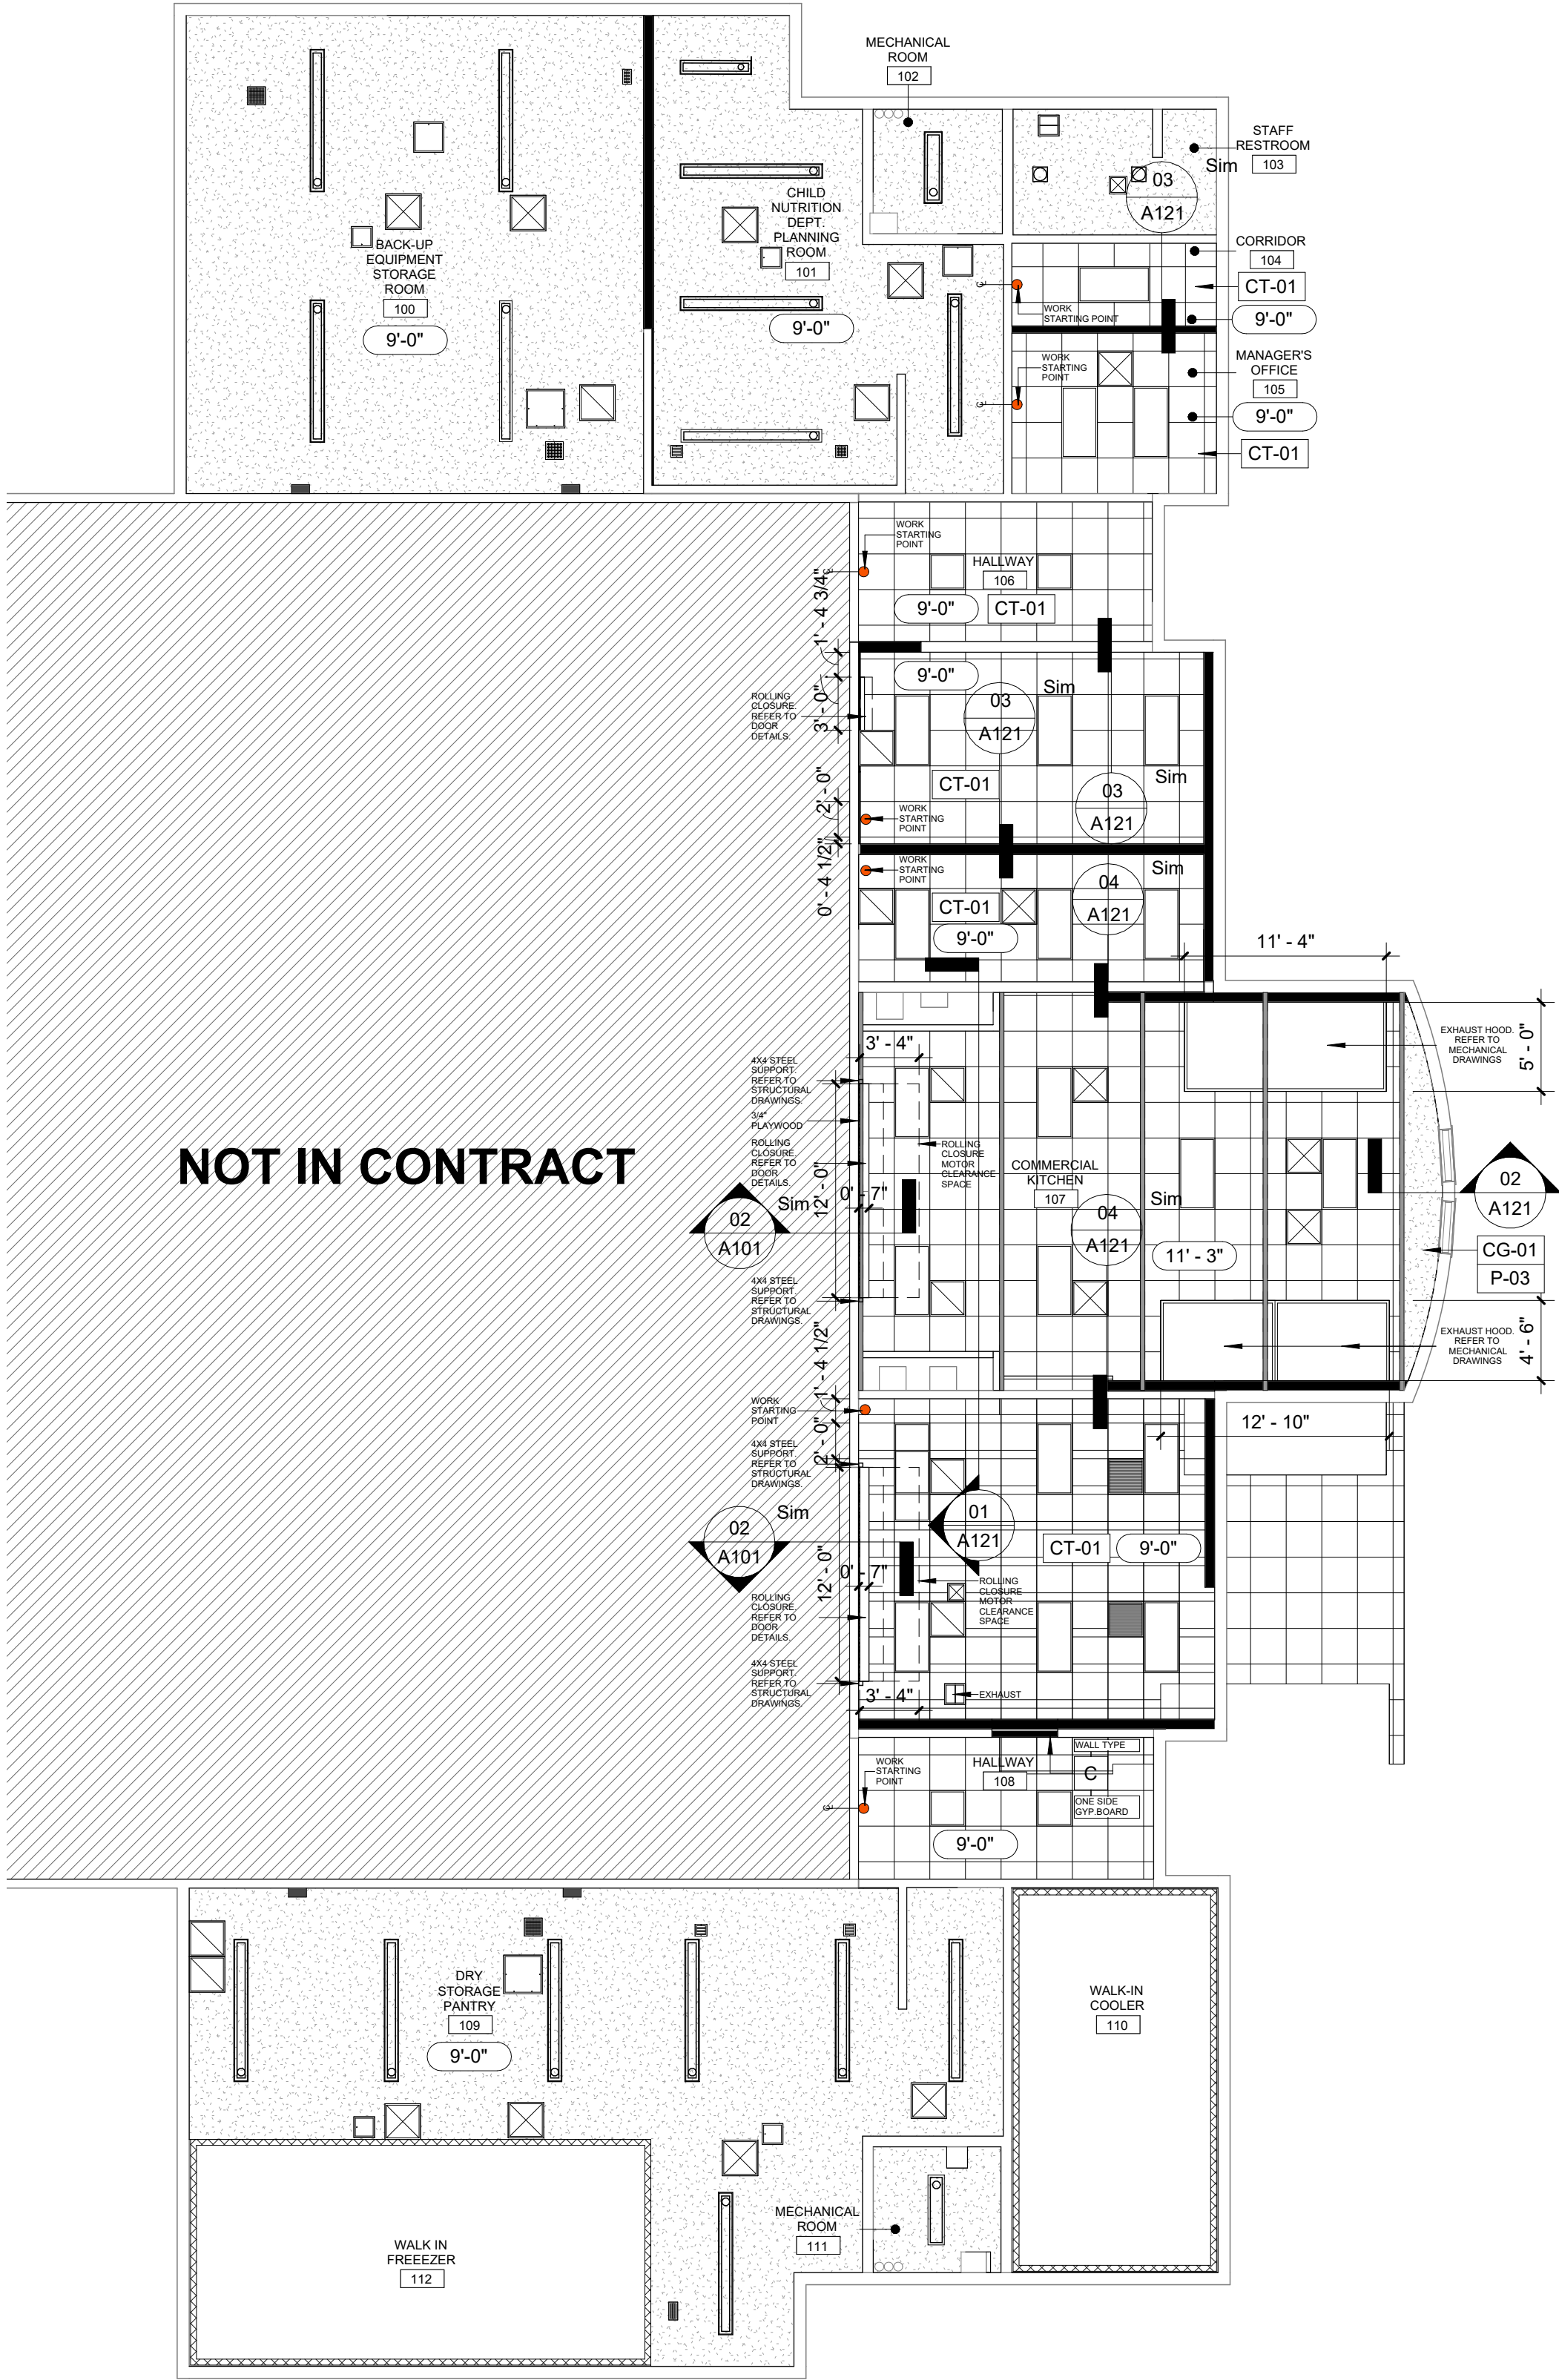 MECHANICAL
ROOM
102
STAFF
RESTROOM
103
Sim
03
A121
CHILD
NUTRITION
DEPT.
PLANNING
ROOM
101
9'-0"
BACK-UP
EQUIPMENT
STORAGE
ROOM
100
9'-0"
CORRIDOR
104
CT-01
9'-0"
WORK
STARTING POINT
MANAGER'S
OFFICE
105
9'-0"
CT-01
WORK
STARTING
POINT
WORK
STARTING
POINT
HALLWAY
106
9'-0"
CT-01
1' - 4 3/4"
9'-0"
Sim
03
A121
ROLLING
CLOSURE.
REFER TO
DOOR
DETAILS.
3' - 0"
CT-01
Sim
03
A121
2' - 0"
WORK
STARTING
POINT
0' - 4 1/2"
WORK
STARTING
POINT
Sim
04
A121
CT-01
9'-0"
11' - 4"
EXHAUST HOOD.
REFER TO
MECHANICAL
DRAWINGS
5' - 0"
3' - 4"
4X4 STEEL
SUPPORT.
REFER TO
STRUCTURAL
DRAWINGS.
3/4"
PLAYWOOD
ROLLING
CLOSURE.
REFER TO
DOOR
DETAILS.
12' - 0"
0' - 7"
ROLLING
CLOSURE
MOTOR
CLEARANCE
SPACE
COMMERCIAL
KITCHEN
107
Sim
04
A121
11' - 3"
NOT IN CONTRACT
Sim
02
A101
02
A121
CG-01
P-03
4X4 STEEL
SUPPORT.
REFER TO
STRUCTURAL
DRAWINGS.
EXHAUST HOOD.
REFER TO
MECHANICAL
DRAWINGS
4' - 6"
1' - 4 1/2"
WORK
STARTING
POINT
2' - 0"
12' - 10"
4X4 STEEL
SUPPORT.
REFER TO
STRUCTURAL
DRAWINGS.
Sim
02
A101
01
A121
CT-01
9'-0"
12' - 0"
0' - 7"
ROLLING
CLOSURE
MOTOR
CLEARANCE
SPACE
ROLLING
CLOSURE.
REFER TO
DOOR
DETAILS.
4X4 STEEL
SUPPORT.
REFER TO
STRUCTURAL
DRAWINGS.
3' - 4"
EXHAUST
WORK
STARTING
POINT
HALLWAY
108
WALL TYPE
C
ONE SIDE
GYP.BOARD
9'-0"
DRY
STORAGE
PANTRY
109
9'-0"
WALK-IN
COOLER
110
MECHANICAL
ROOM
111
WALK IN
FREEEZER
112